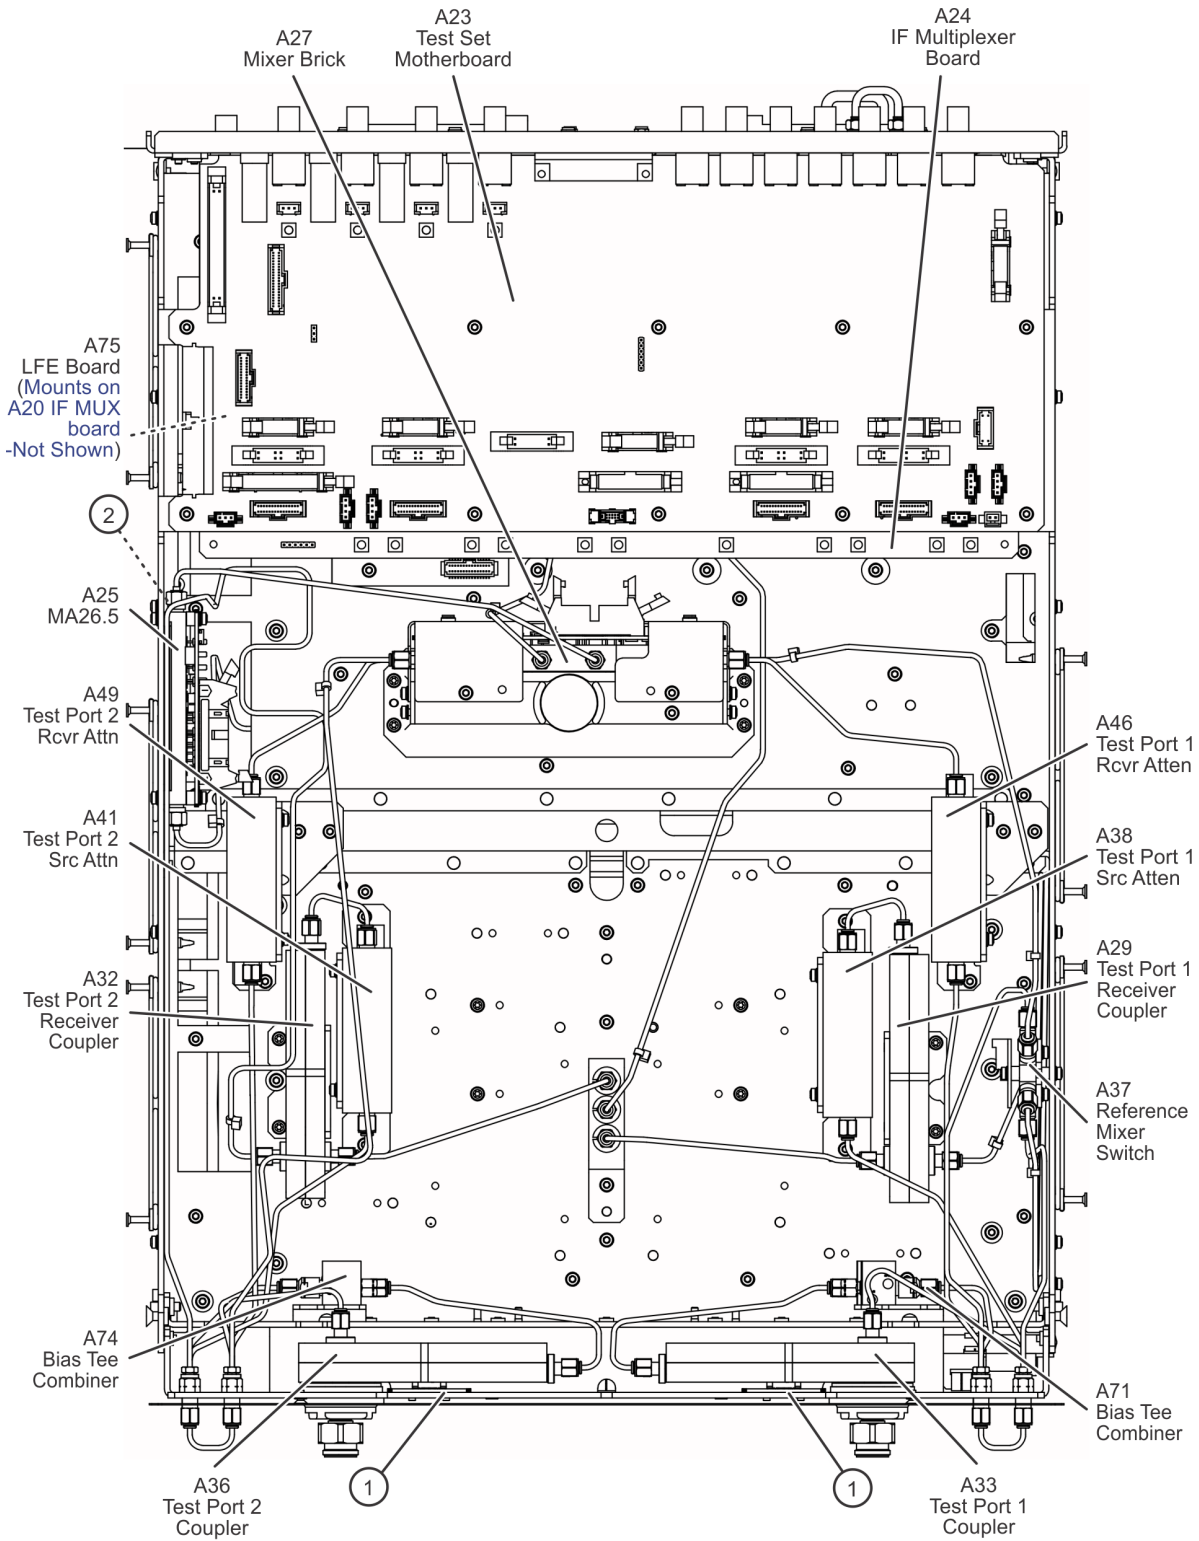 A27
Mixer Brick
A23
Test Set
Motherboard
A24
IF Multiplexer
Board
A75
LFE Board
(Mounts on
A20 IF MUX
board
-Not Shown)
2
A25
MA26.5
A49
Test Port 2
Rcvr Attn
A41
Test Port 2
Src Attn
A32
Test Port 2
Receiver
Coupler
A74
Bias Tee
Combiner
A36
Test Port 2
Coupler
1
1
A46
Test Port 1
Rcvr Atten
A38
Test Port 1
Src Atten
A29
Test Port 1
Receiver
Coupler
A37
Reference
Mixer
Switch
A71
Bias Tee
Combiner
A33
Test Port 1
Coupler